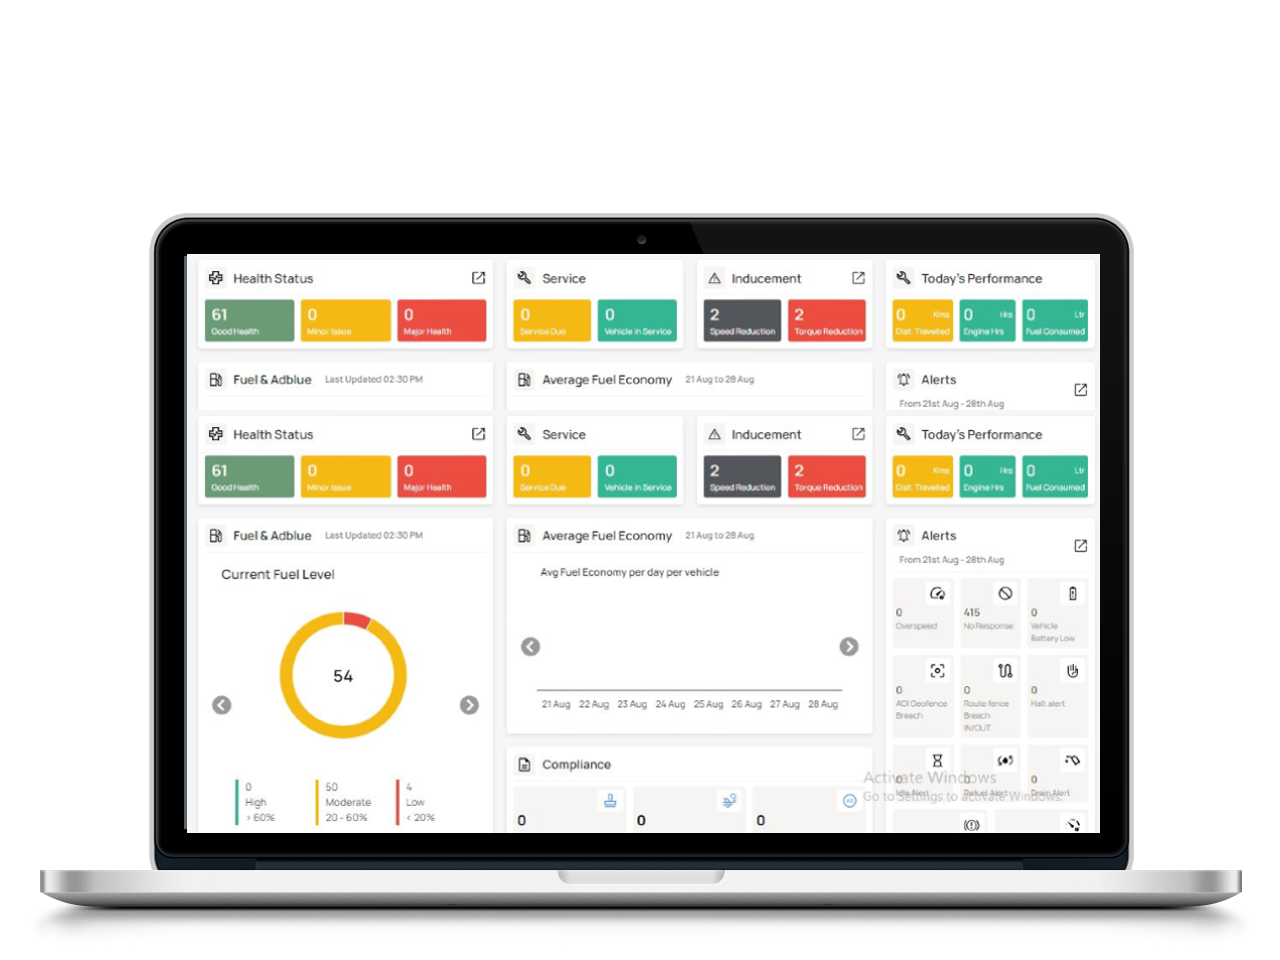 Health Status
Service
Inducement
Today's Performance
61
0
0
0
0
2
2
0 Kms
0 Hrs
0 Ltr
Good Health
Minor Issue
Major Health
Service Due
Vehicle in Service
Speed Reduction
Torque Reduction
Dist. Travelled
Engine Hrs
Fuel Consumed
Fuel & Adblue Last Updated 02:30 PM
Average Fuel Economy 21 Aug to 28 Aug
Alerts
From 21st Aug - 28th Aug
Health Status
Service
Inducement
Today's Performance
61
0
0
0
0
2
2
0 Kms
0 Hrs
0 Ltr
Good Health
Minor Issue
Major Health
Service Due
Vehicle in Service
Speed Reduction
Torque Reduction
Dist. Travelled
Engine Hrs
Fuel Consumed
Fuel & Adblue Last Updated 02:30 PM
Current Fuel Level
54
0
High
> 60%
50
Moderate
20 - 60%
4
Low
< 20%
Average Fuel Economy 21 Aug to 28 Aug
Avg Fuel Economy per day per vehicle
21 Aug 22 Aug 23 Aug 24 Aug 25 Aug 26 Aug 27 Aug 28 Aug
Compliance
0
0
0
Alerts
From 21st Aug - 28th Aug
0
Overspeed
415
No Response
0
Vehicle
Battery Low
0
AOI Geofence
Breach
0
Route fence
Breach
IN/OUT
0
Halt alert
0
Idle Alert
0
Refuel Alert
0
Drain Alert
Activate Windows
Go to Settings to activate Windows.